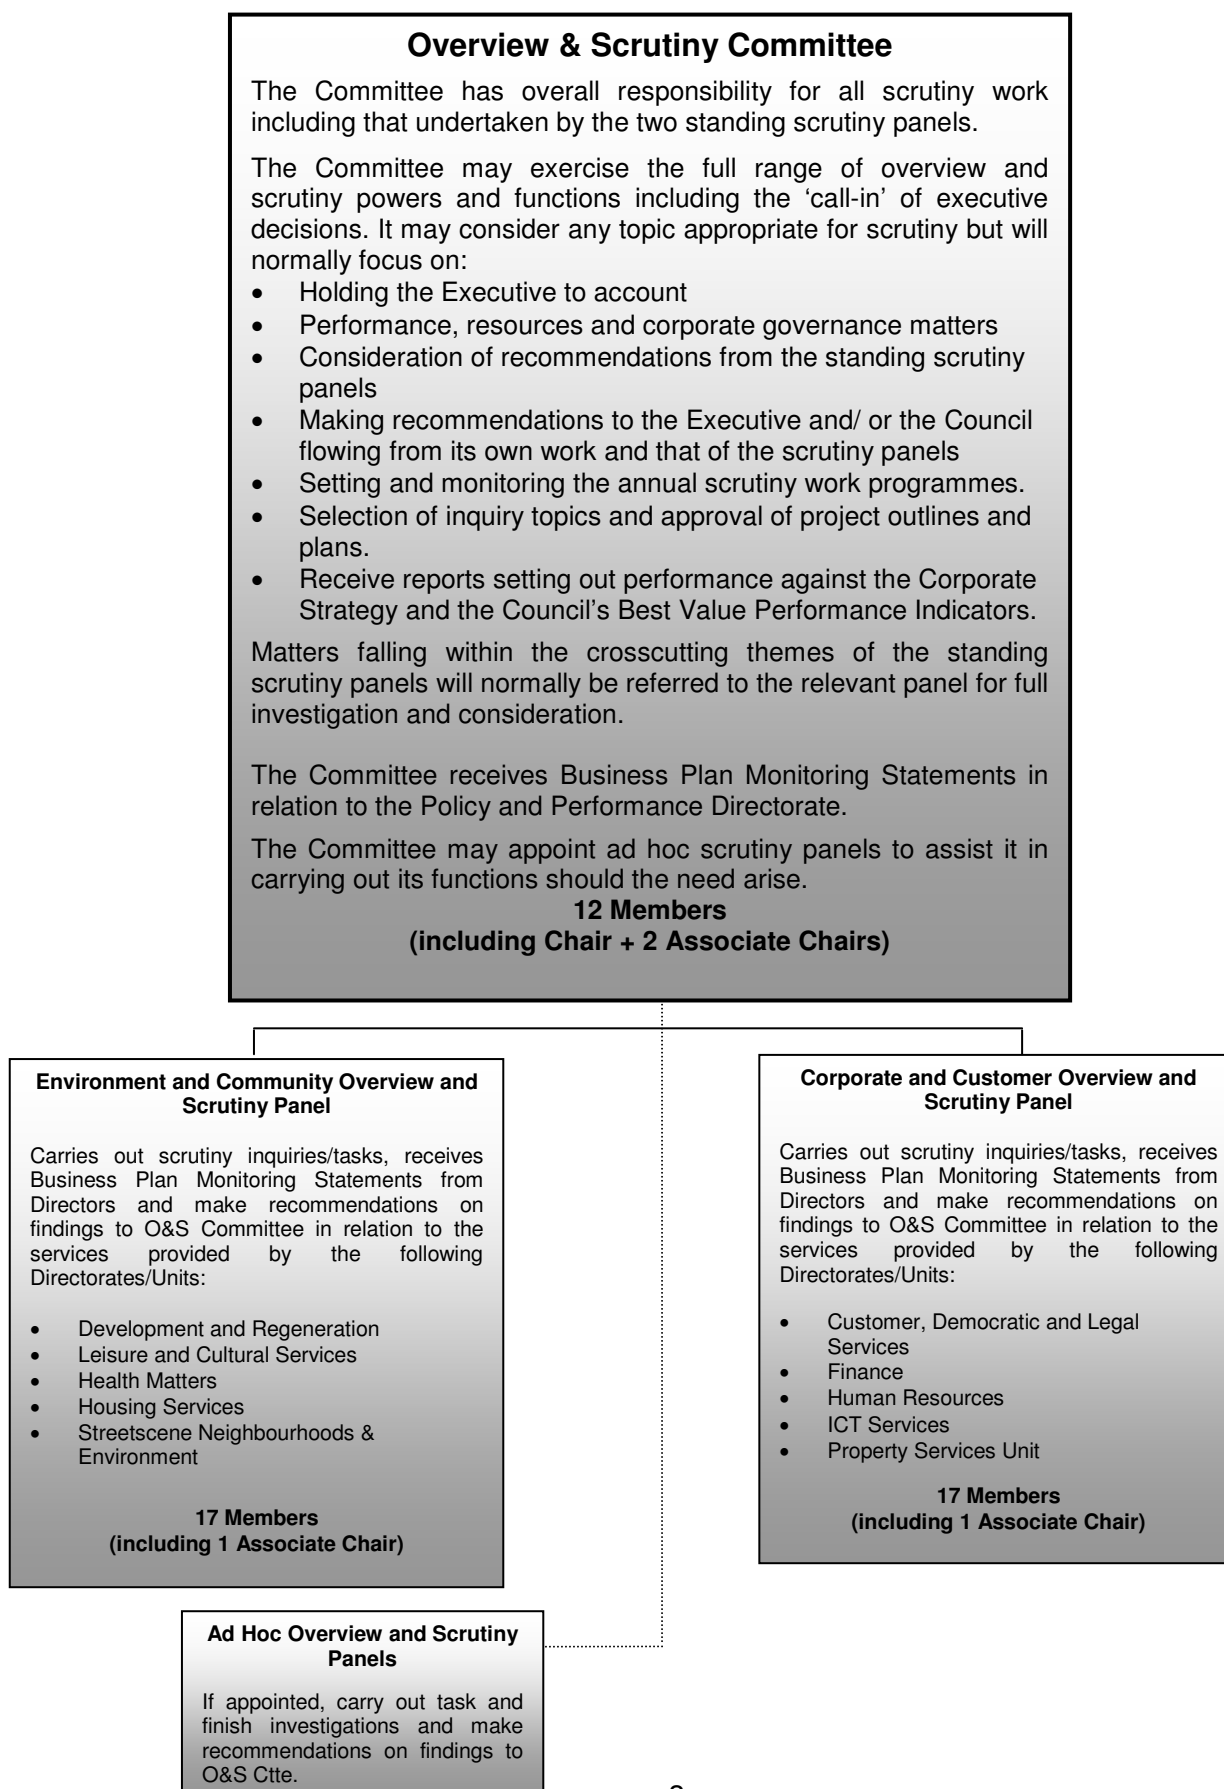 Overview & Scrutiny Committee
The Committee has overall responsibility for all scrutiny work
including that undertaken by the two standing scrutiny panels.
The Committee may exercise the full range of overview and
scrutiny powers and functions including the ‘call-in’ of executive
decisions. It may consider any topic appropriate for scrutiny but will
normally focus on:
• Holding the Executive to account
• Performance, resources and corporate governance matters
• Consideration of recommendations from the standing scrutiny
panels
• Making recommendations to the Executive and/ or the Council
flowing from its own work and that of the scrutiny panels
• Setting and monitoring the annual scrutiny work programmes.
• Selection of inquiry topics and approval of project outlines and
plans.
• Receive reports setting out performance against the Corporate
Strategy and the Council’s Best Value Performance Indicators.
Matters falling within the crosscutting themes of the standing
scrutiny panels will normally be referred to the relevant panel for full
investigation and consideration.
The Committee receives Business Plan Monitoring Statements in
relation to the Policy and Performance Directorate.
The Committee may appoint ad hoc scrutiny panels to assist it in
carrying out its functions should the need arise.
12 Members
(including Chair + 2 Associate Chairs)
Environment and Community Overview and
Scrutiny Panel
Carries out scrutiny inquiries/tasks, receives
Business Plan Monitoring Statements from
Directors and make recommendations on
findings to O&S Committee in relation to the
services provided by the following
Directorates/Units:
• Development and Regeneration
• Leisure and Cultural Services
• Health Matters
• Housing Services
• Streetscene Neighbourhoods &
Environment
17 Members
(including 1 Associate Chair)
Corporate and Customer Overview and
Scrutiny Panel
Carries out scrutiny inquiries/tasks, receives
Business Plan Monitoring Statements from
Directors and make recommendations on
findings to O&S Committee in relation to the
services provided by the following
Directorates/Units:
• Customer, Democratic and Legal
Services
• Finance
• Human Resources
• ICT Services
• Property Services Unit
17 Members
(including 1 Associate Chair)
Ad Hoc Overview and Scrutiny
Panels
If appointed, carry out task and
finish investigations and make
recommendations on findings to
O&S Ctte.